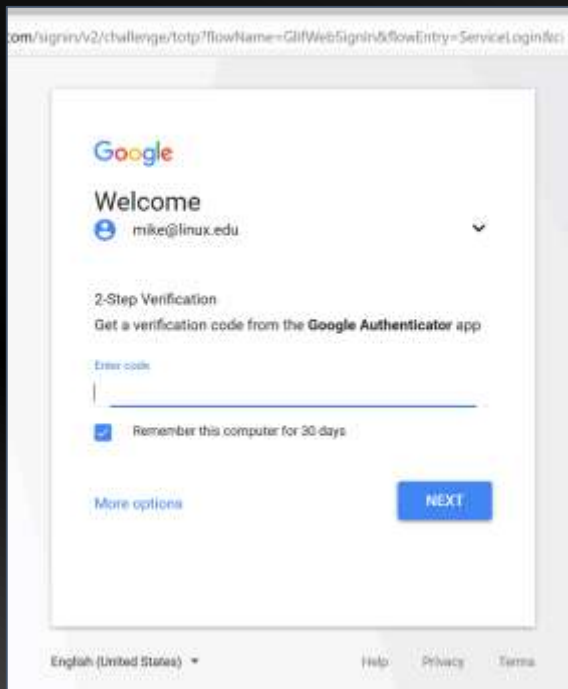 com/signin/v2/challenge/totp?flowName=GlifWebSignIn&flowEntry=ServiceLogin&ci
Google
Welcome
mike@linux.edu
2-Step Verification
Get a verification code from the Google Authenticator app
Enter code
Remember this computer for 30 days
More options
NEXT
English (United States)
Help Privacy Terms